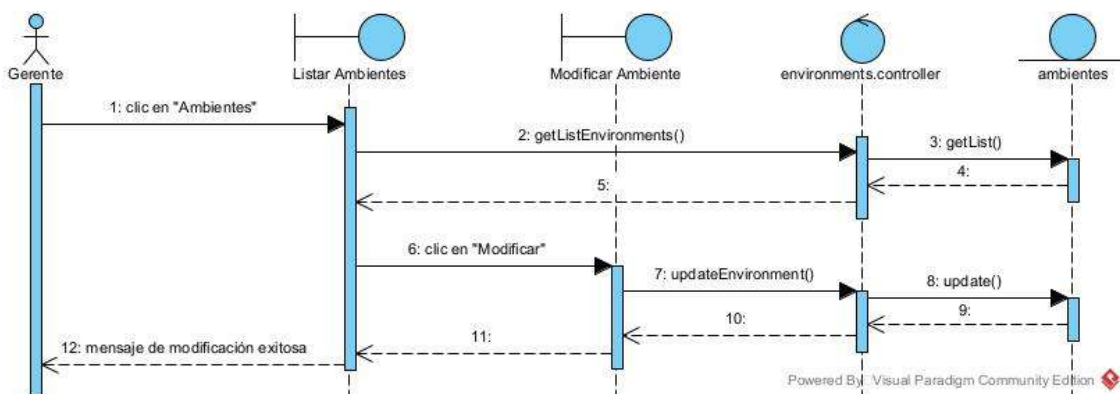 Gerente
Listar Ambientes
Modificar Ambiente
environments.controller
ambientes
1: clic en "Ambientes"
2: getListEnvironments()
3: getList()
4:
5:
6: clic en "Modificar"
7: updateEnvironment()
8: update()
9:
10:
11:
12: mensaje de modificación exitosa
Powered By Visual Paradigm Community Edition